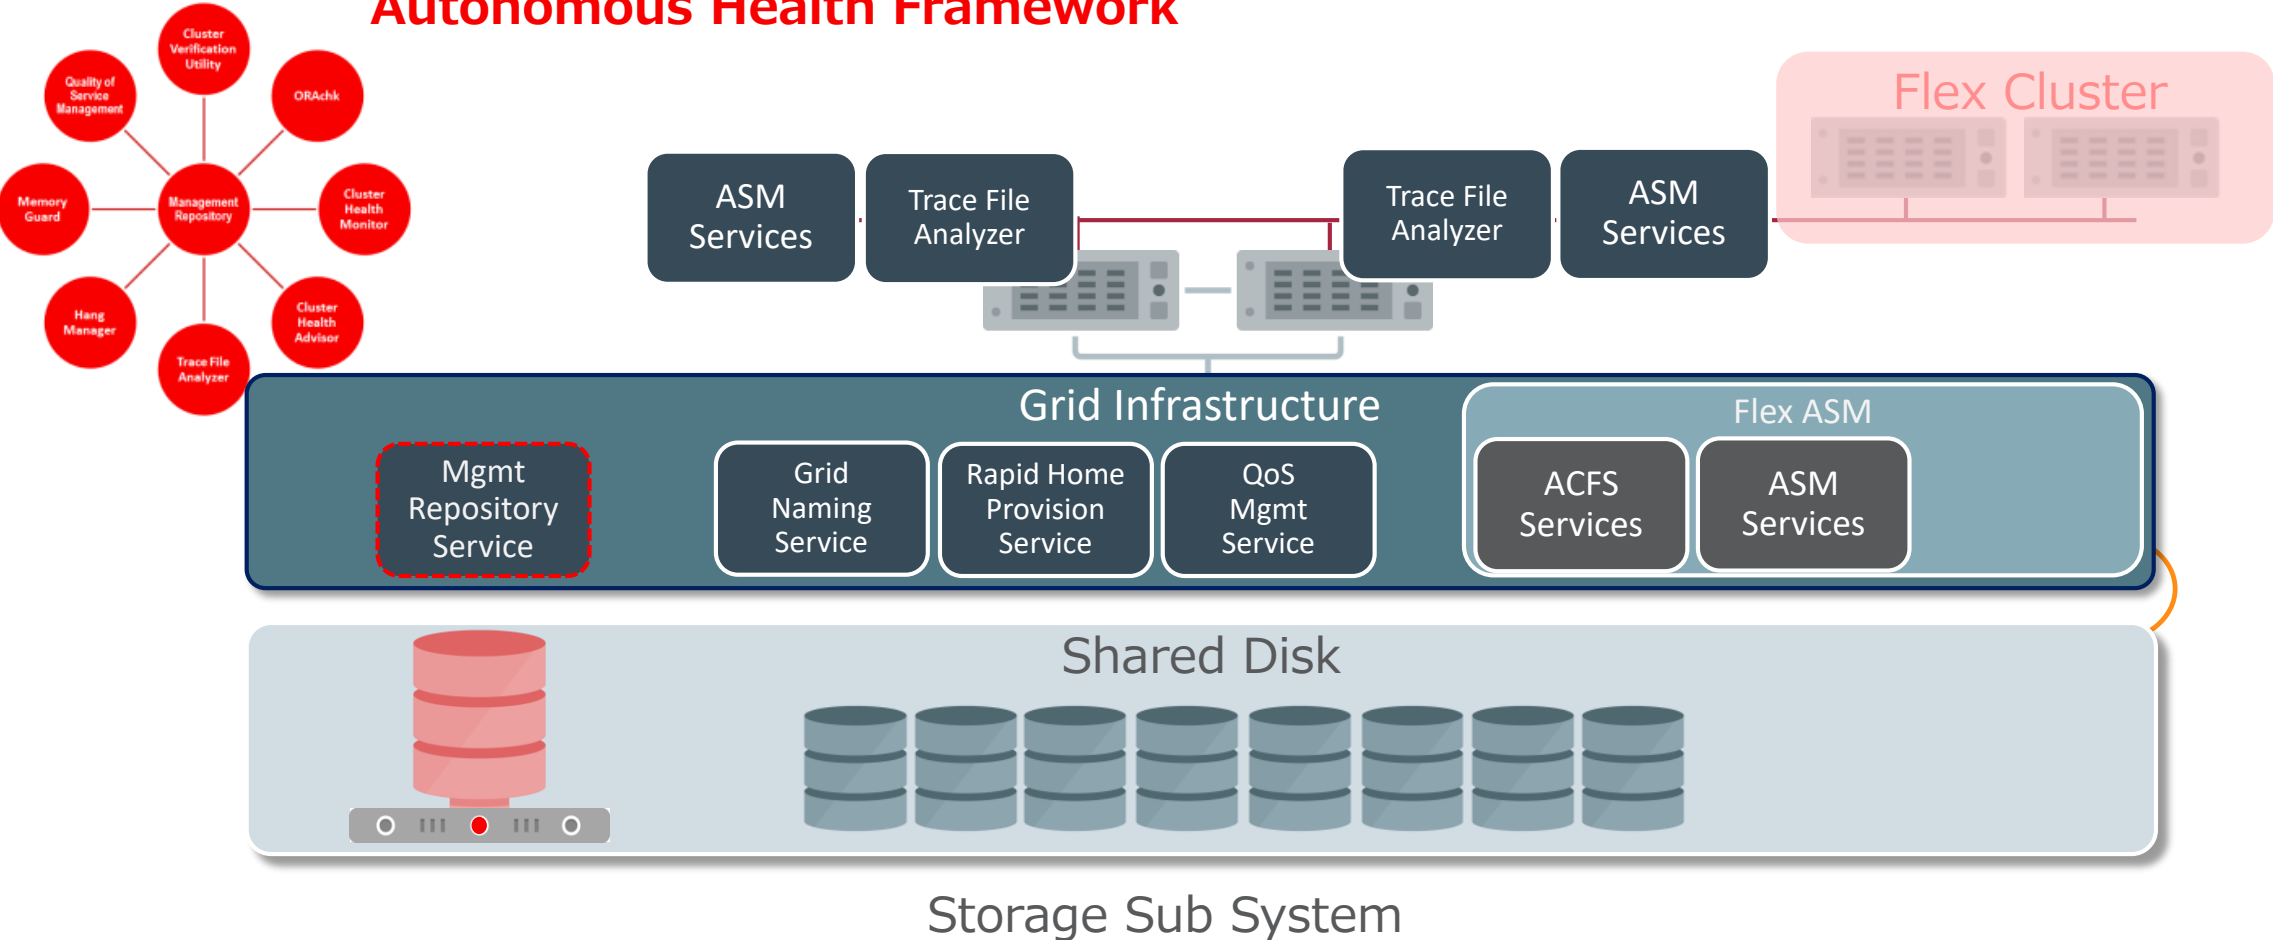 Autonomous Health Framework
Cluster
Verification
Utility
Quality of
Service
Management
ORAchk
Memory
Guard
Management
Repository
Cluster
Health
Monitor
Hang
Manager
Cluster
Health
Advisor
Trace File
Analyzer
ASM
Services
Trace File
Analyzer
Trace File
Analyzer
ASM
Services
Flex Cluster
Grid Infrastructure
Mgmt
Repository
Service
Grid
Naming
Service
Rapid Home
Provision
Service
QoS
Mgmt
Service
Flex ASM
ACFS
Services
ASM
Services
Shared Disk
Storage Sub System